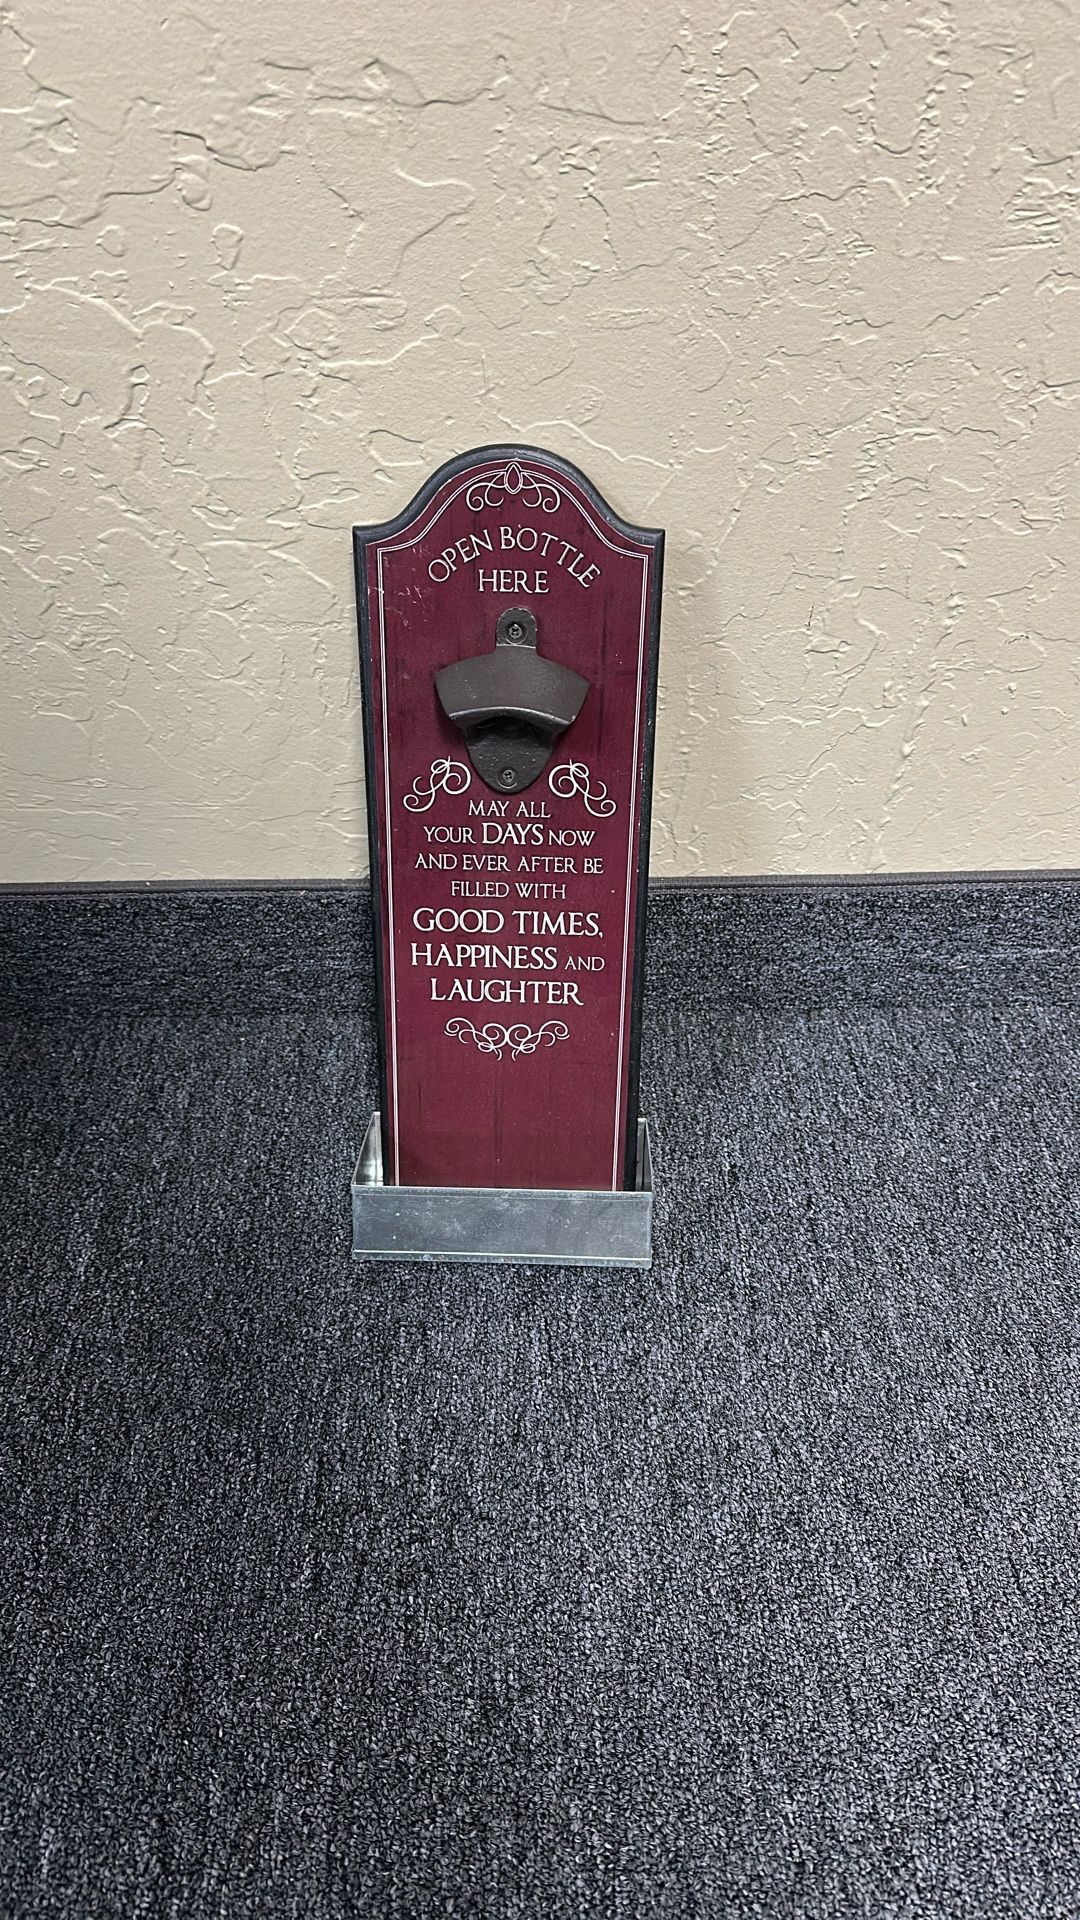 OPEN BOTTLE
HERE
MAY ALL
YOUR DAYS NOW
AND EVER AFTER BE
FILLED WITH
GOOD TIMES,
HAPPINESS AND
LAUGHTER